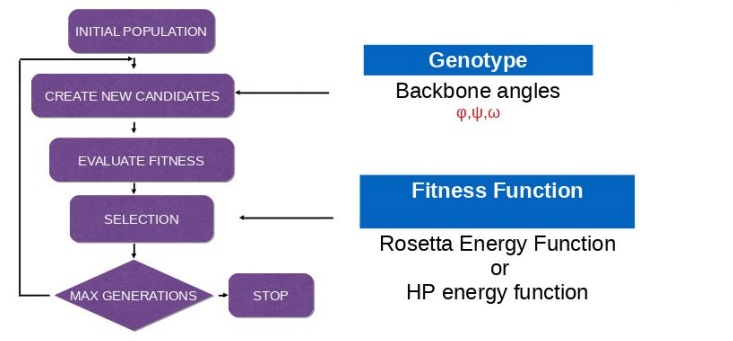 INITIAL POPULATION
CREATE NEW CANDIDATES
EVALUATE FITNESS
SELECTION
MAX GENERATIONS
STOP
Genotype
Backbone angles
φ,ψ,ω
Fitness Function
Rosetta Energy Function
or
HP energy function